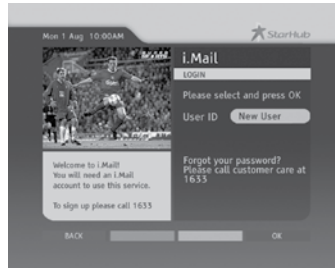 Mon 1 Aug 10:00AM
StarHub
i.Mail
LOGIN
Please select and press OK
User ID New User
Welcome to i.Mail!
You will need an i.Mail
account to use this service.
To sign up please call 1633
Forgot your password?
Please call customer care at
1633
BACK OK